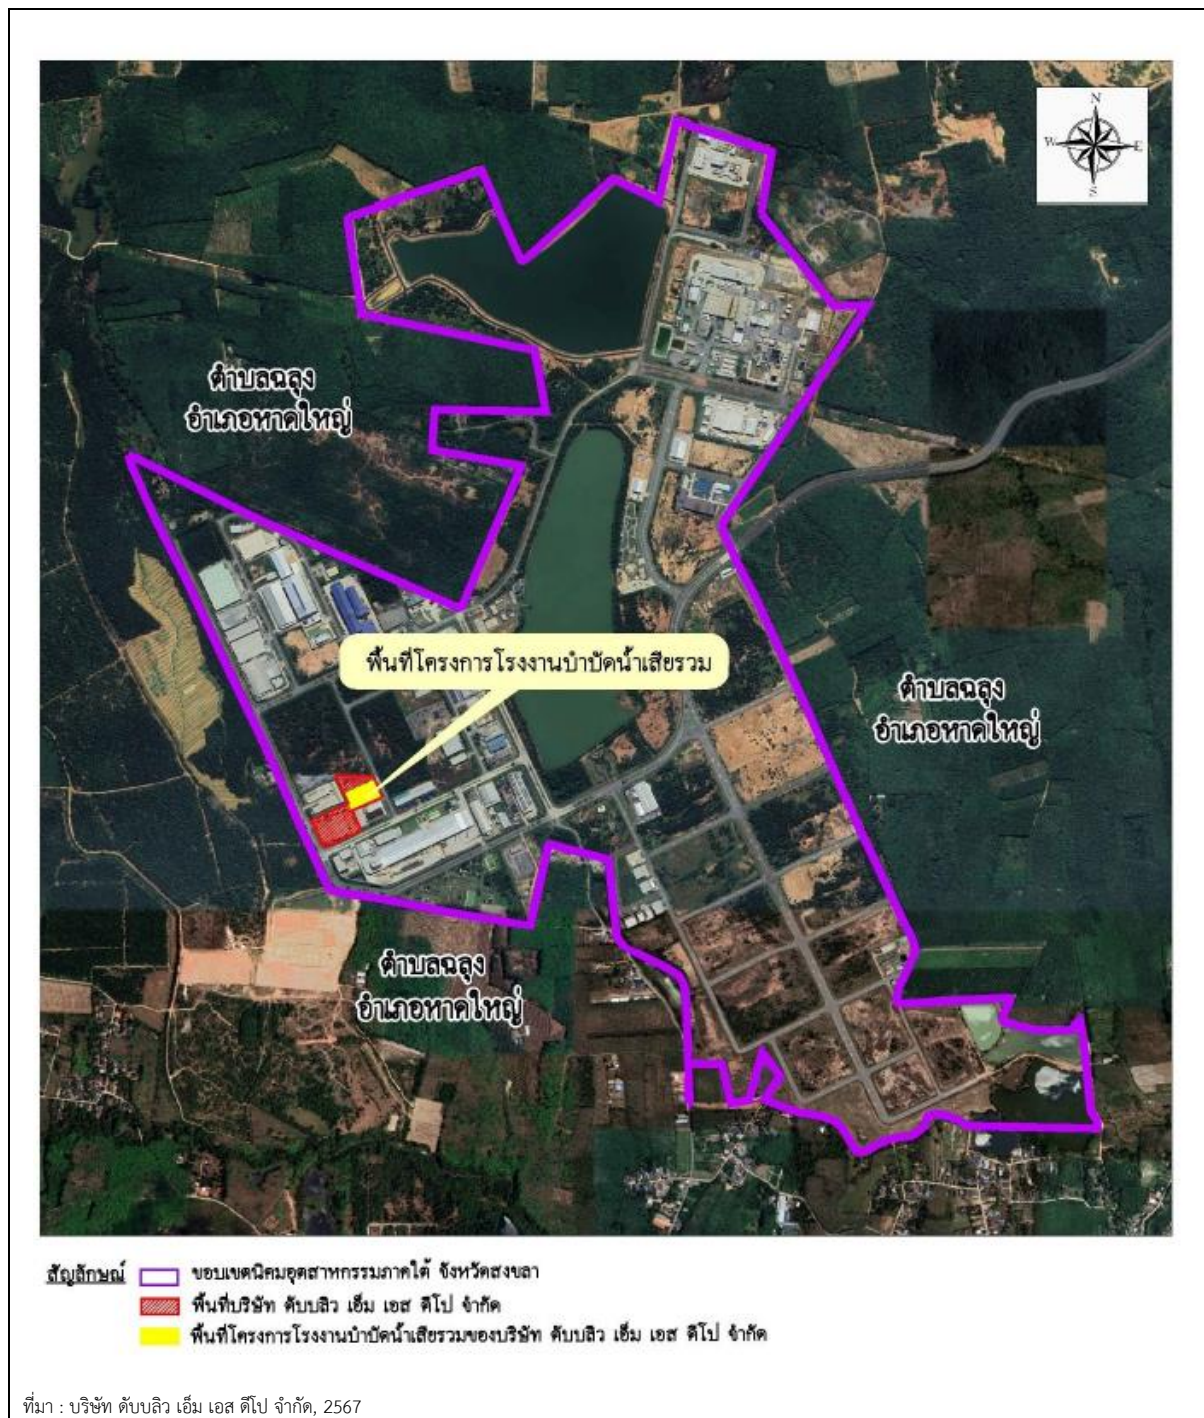 N
W E
S
ตำบลฉลุง
อำเภอหาดใหญ่
พื้นที่โครงการโรงงานบำบัดน้ำเสียรวม
ตำบลฉลุง
อำเภอหาดใหญ่
ตำบลฉลุง
อำเภอหาดใหญ่
สัญลักษณ์
ขอบเขตนิคมอุตสาหกรรมภาคใต้ จังหวัดสงขลา
พื้นที่บริษัท ดับบลิว เอ็ม เอส ดีโป จำกัด
พื้นที่โครงการโรงงานบำบัดน้ำเสียรวมของบริษัท ดับบลิว เอ็ม เอส ดีโป จำกัด
ที่มา : บริษัท ดับบลิว เอ็ม เอส ดีโป จำกัด, 2567